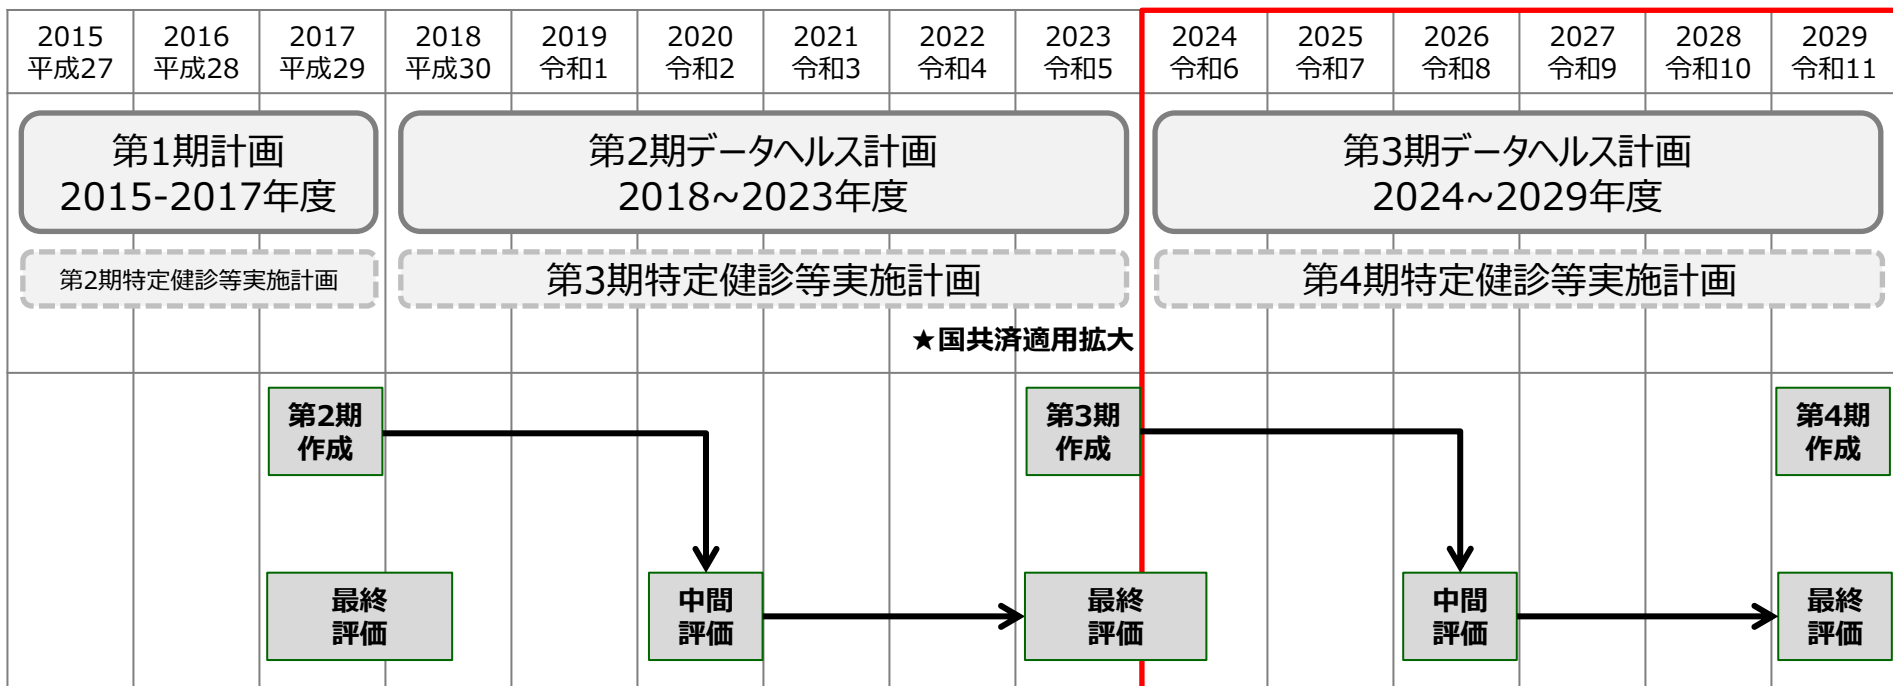 2015
平成27
2016
平成28
2017
平成29
2018
平成30
2019
令和1
2020
令和2
2021
令和3
2022
令和4
2023
令和5
2024
令和6
2025
令和7
2026
令和8
2027
令和9
2028
令和10
2029
令和11
第1期計画
2015-2017年度
第2期データヘルス計画
2018~2023年度
第3期データヘルス計画
2024~2029年度
第2期特定健診等実施計画
第3期特定健診等実施計画
第4期特定健診等実施計画
★国共済適用拡大
第2期
作成
第3期
作成
第4期
作成
最終
評価
中間
評価
最終
評価
中間
評価
最終
評価